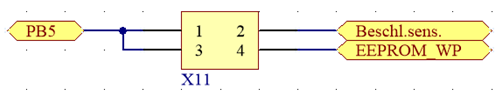 PB5
1 2
3 4
X11
Beschl.sens.
EEPROM_WP